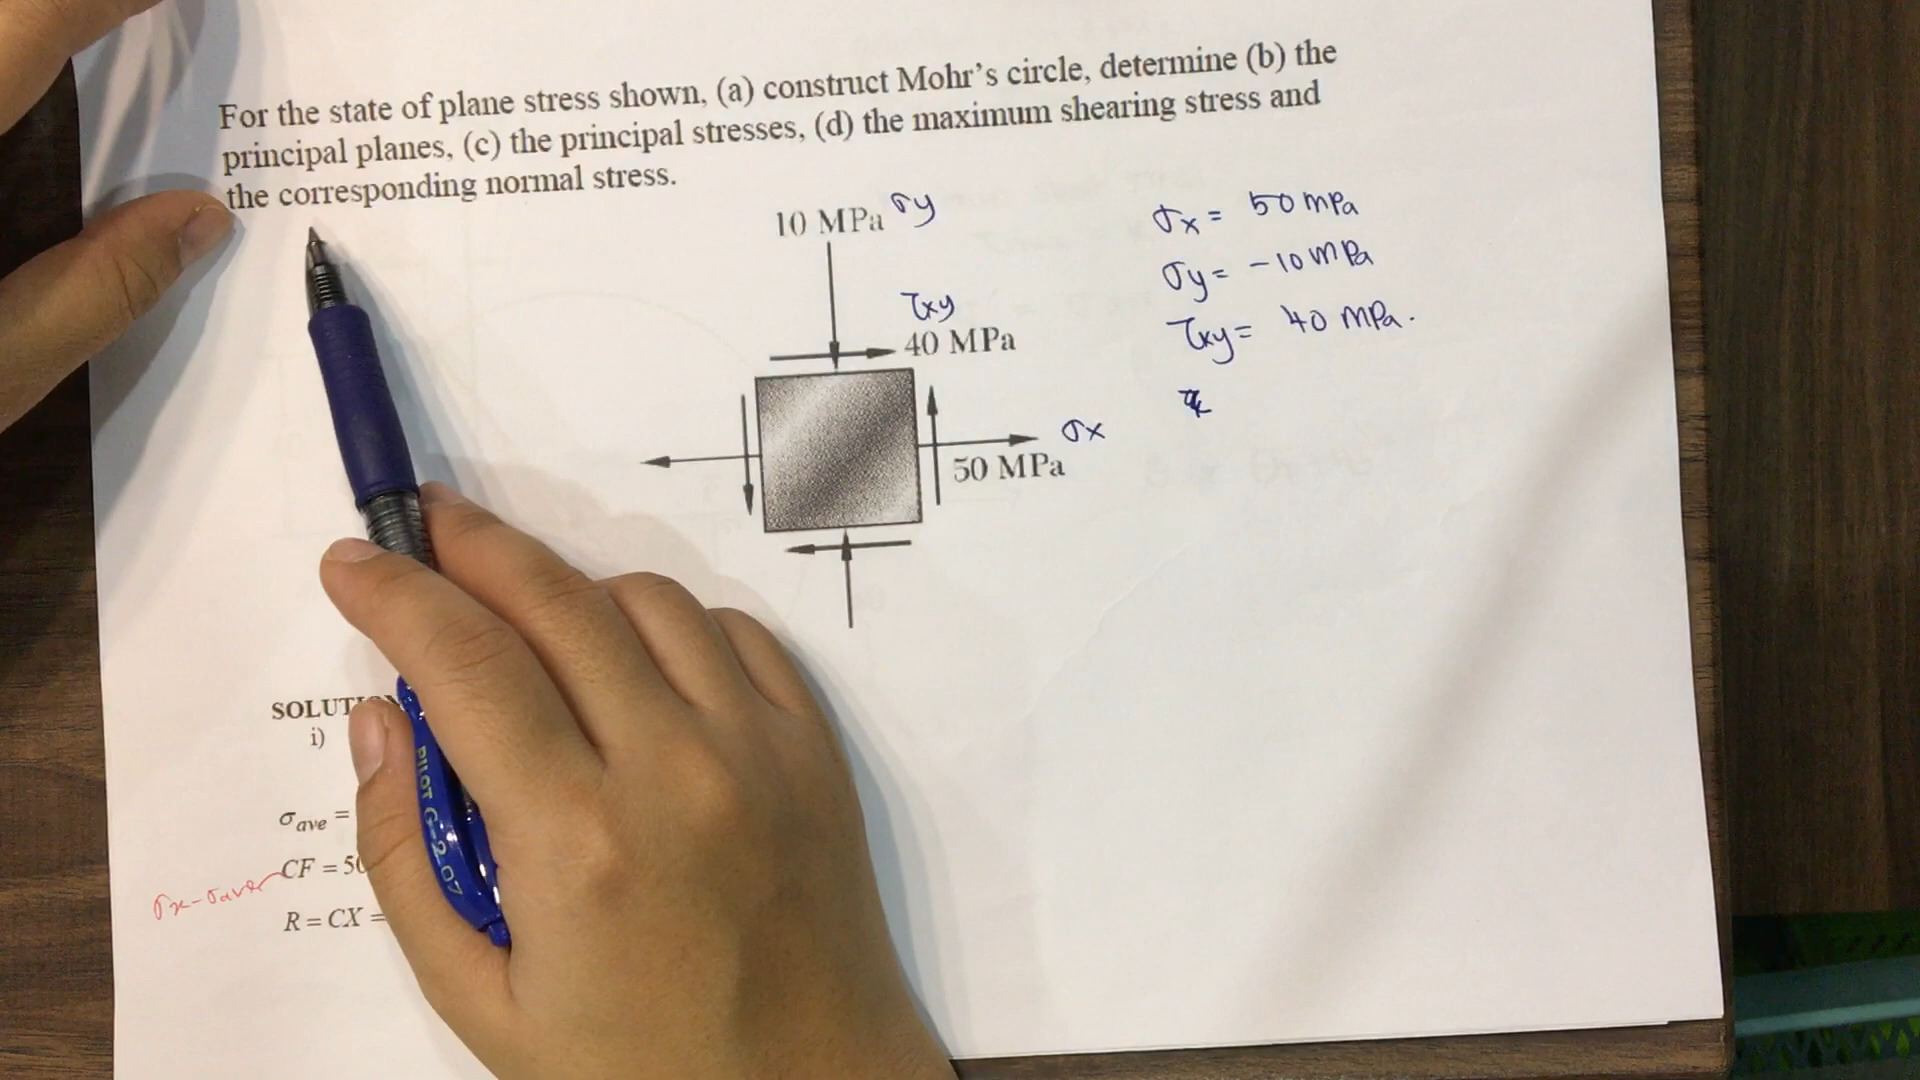 For the state of plane stress shown, (a) construct Mohr's circle, determine (b) the
principal planes, (c) the principal stresses, (d) the maximum shearing stress and
the corresponding normal stress.
10 MPa σy
τxy
40 MPa
σx
50 MPa
σx = 50 mPa
σy = -10 mPa
τxy = 40 mPa.
i)
σave =
σx - σave CF =
R = CX =
PILOT G-2 07